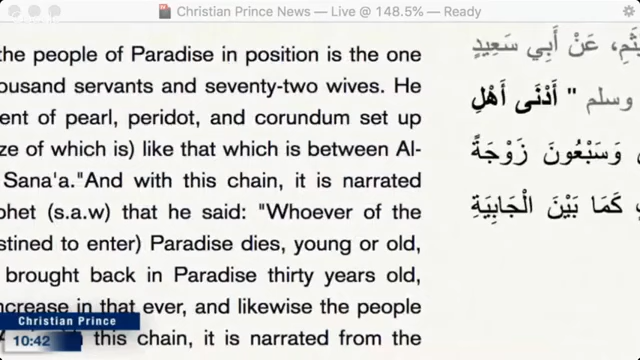 Christian Prince News — Live @ 148.5% — Ready
the people of Paradise in position is the one
ousand servants and seventy-two wives. He
ent of pearl, peridot, and corundum set up
ze of which is) like that which is between Al-
Sana'a."And with this chain, it is narrated
phet (s.a.w) that he said: "Whoever of the
stined to enter) Paradise dies, young or old,
brought back in Paradise thirty years old,
ncrease in that ever, and likewise the people
this chain, it is narrated from the
عَنْ أَبِي سَعِيدٍ
وسلم " أَدْنَى أَهْلِ
وَسَبْعُونَ زَوْجَةً
كَمَا بَيْنَ الْجَابِيَةِ
Christian Prince
10:42